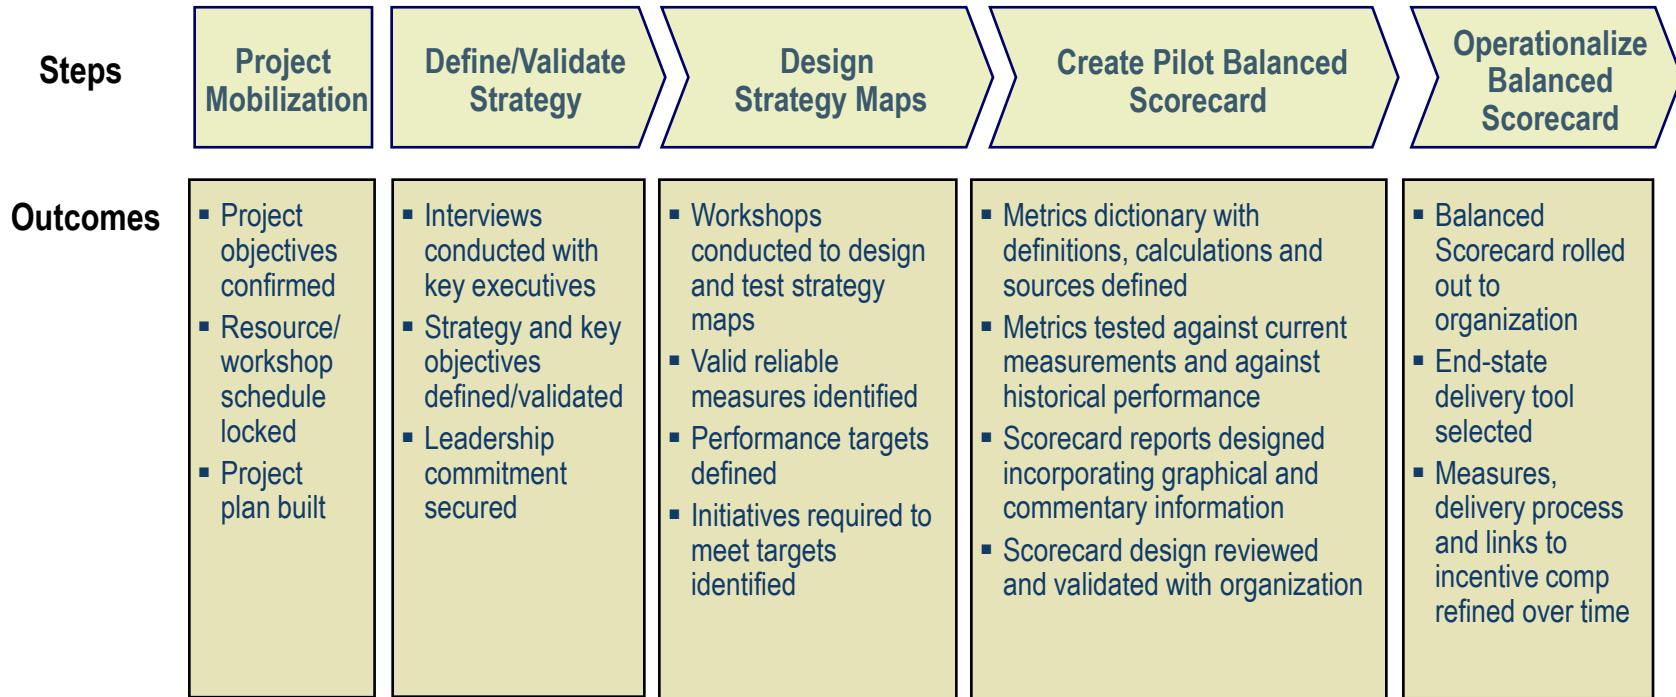 Steps
Project
Mobilization
Define/Validate
Strategy
Design
Strategy Maps
Create Pilot Balanced
Scorecard
Operationalize
Balanced
Scorecard
Outcomes
▪ Project
objectives
confirmed
▪ Resource/
workshop
schedule
locked
▪ Project
plan built
▪ Interviews
conducted with
key executives
▪ Strategy and key
objectives
defined/validated
▪ Leadership
commitment
secured
▪ Workshops
conducted to design
and test strategy
maps
▪ Valid reliable
measures identified
▪ Performance targets
defined
▪ Initiatives required to
meet targets
identified
▪ Metrics dictionary with
definitions, calculations and
sources defined
▪ Metrics tested against current
measurements and against
historical performance
▪ Scorecard reports designed
incorporating graphical and
commentary information
▪ Scorecard design reviewed
and validated with organization
▪ Balanced
Scorecard rolled
out to
organization
▪ End-state
delivery tool
selected
▪ Measures,
delivery process
and links to
incentive comp
refined over time